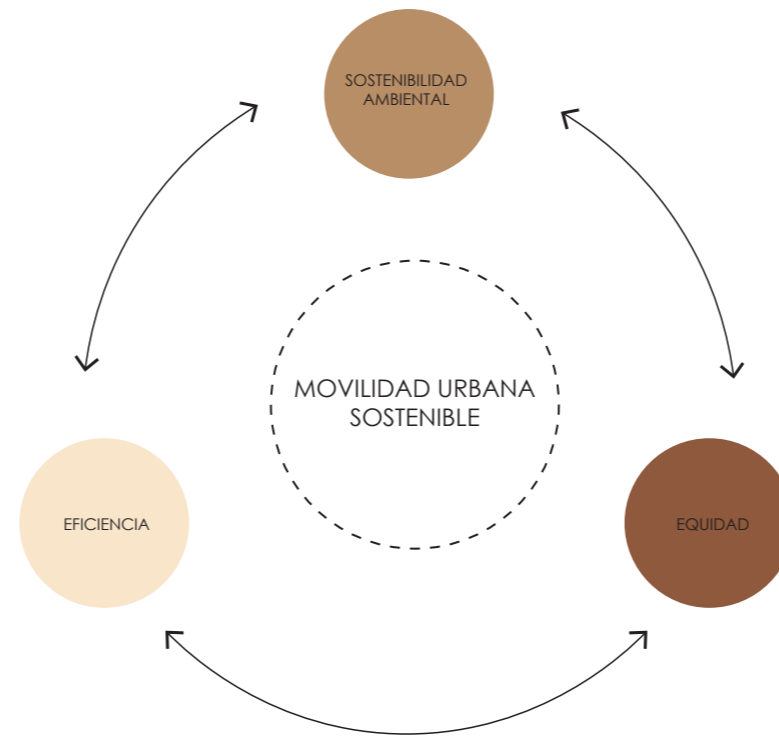 SOSTENIBILIDAD
AMBIENTAL
MOVILIDAD URBANA
SOSTENIBLE
EFICIENCIA
EQUIDAD